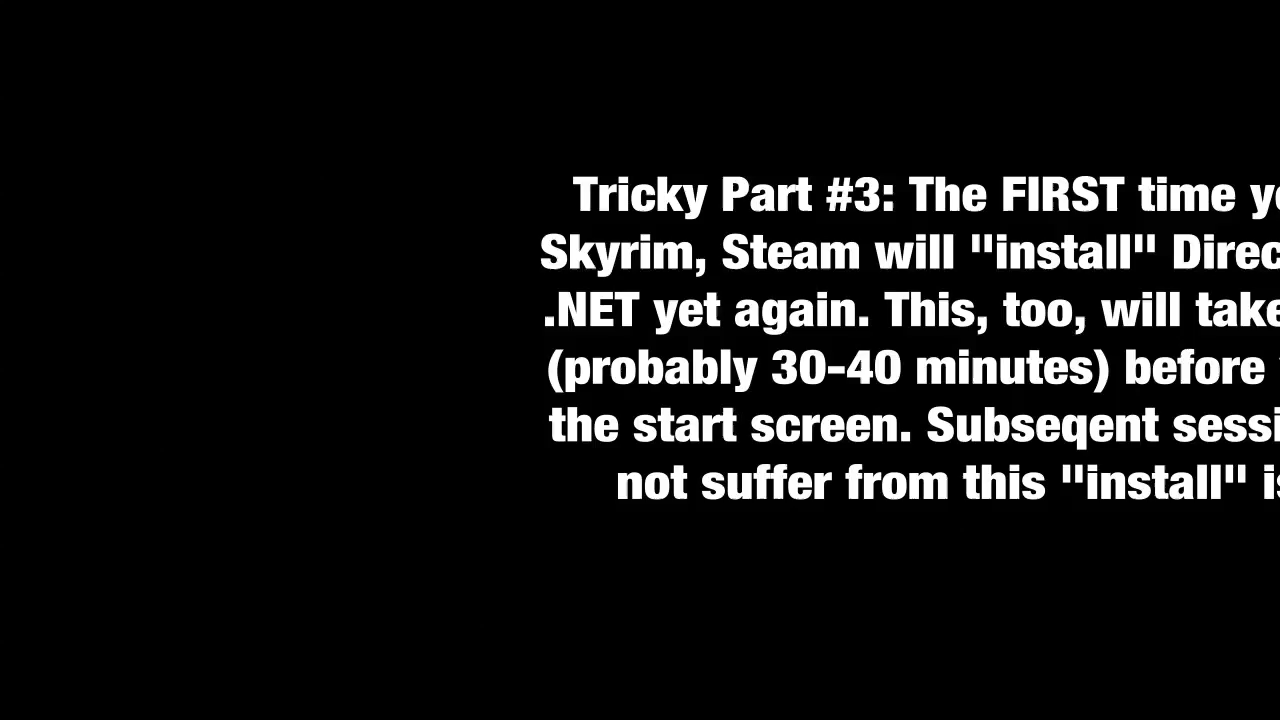 Tricky Part #3: The FIRST time
Skyrim, Steam will "install"
.NET yet again. This, too, will take
(probably 30-40 minutes) before
the start screen. Subseqent
not suffer from this "install"